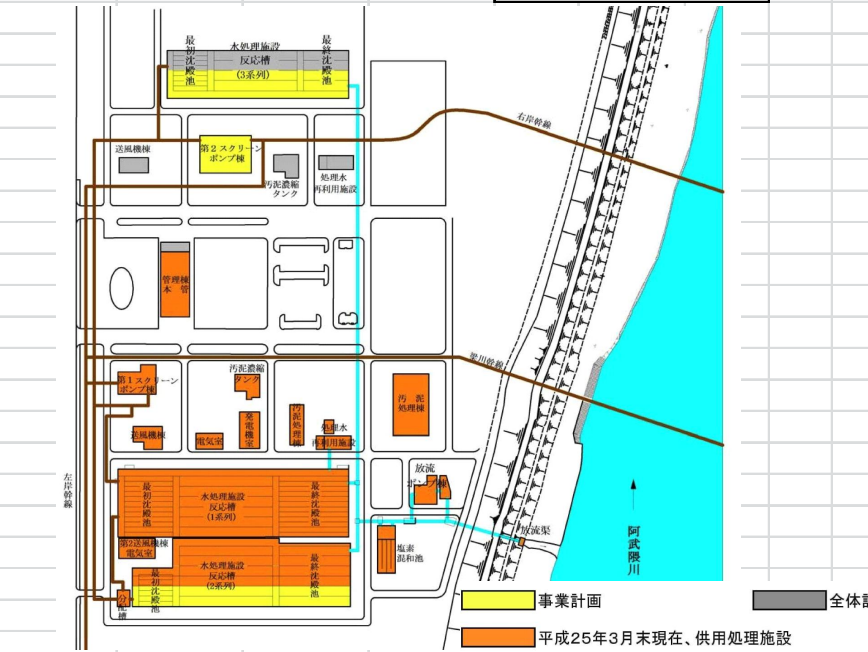 水処理施設
最初沈殿池
反応槽
(3系列)
最終沈殿池
右岸幹線
送風機棟
第2スクリーン
ポンプ棟
汚泥濃縮
タンク
処理水
再利用施設
管理棟
本管
梁川幹線
第1スクリーン
ポンプ棟
汚泥濃縮
タンク
汚泥処理棟
送風機棟
電気室
発電機室
汚泥処理棟
処理水
再利用施設
左岸幹線
放流
ポンプ棟
最初沈殿池
水処理施設
反応槽
(1系列)
最終沈殿池
放流渠
阿武隈川
第2送風機棟
電気室
塩素
混和池
水処理施設
反応槽
(2系列)
最初沈殿池
最終沈殿池
分配槽
事業計画
全体
平成25年3月末現在、供用処理施設